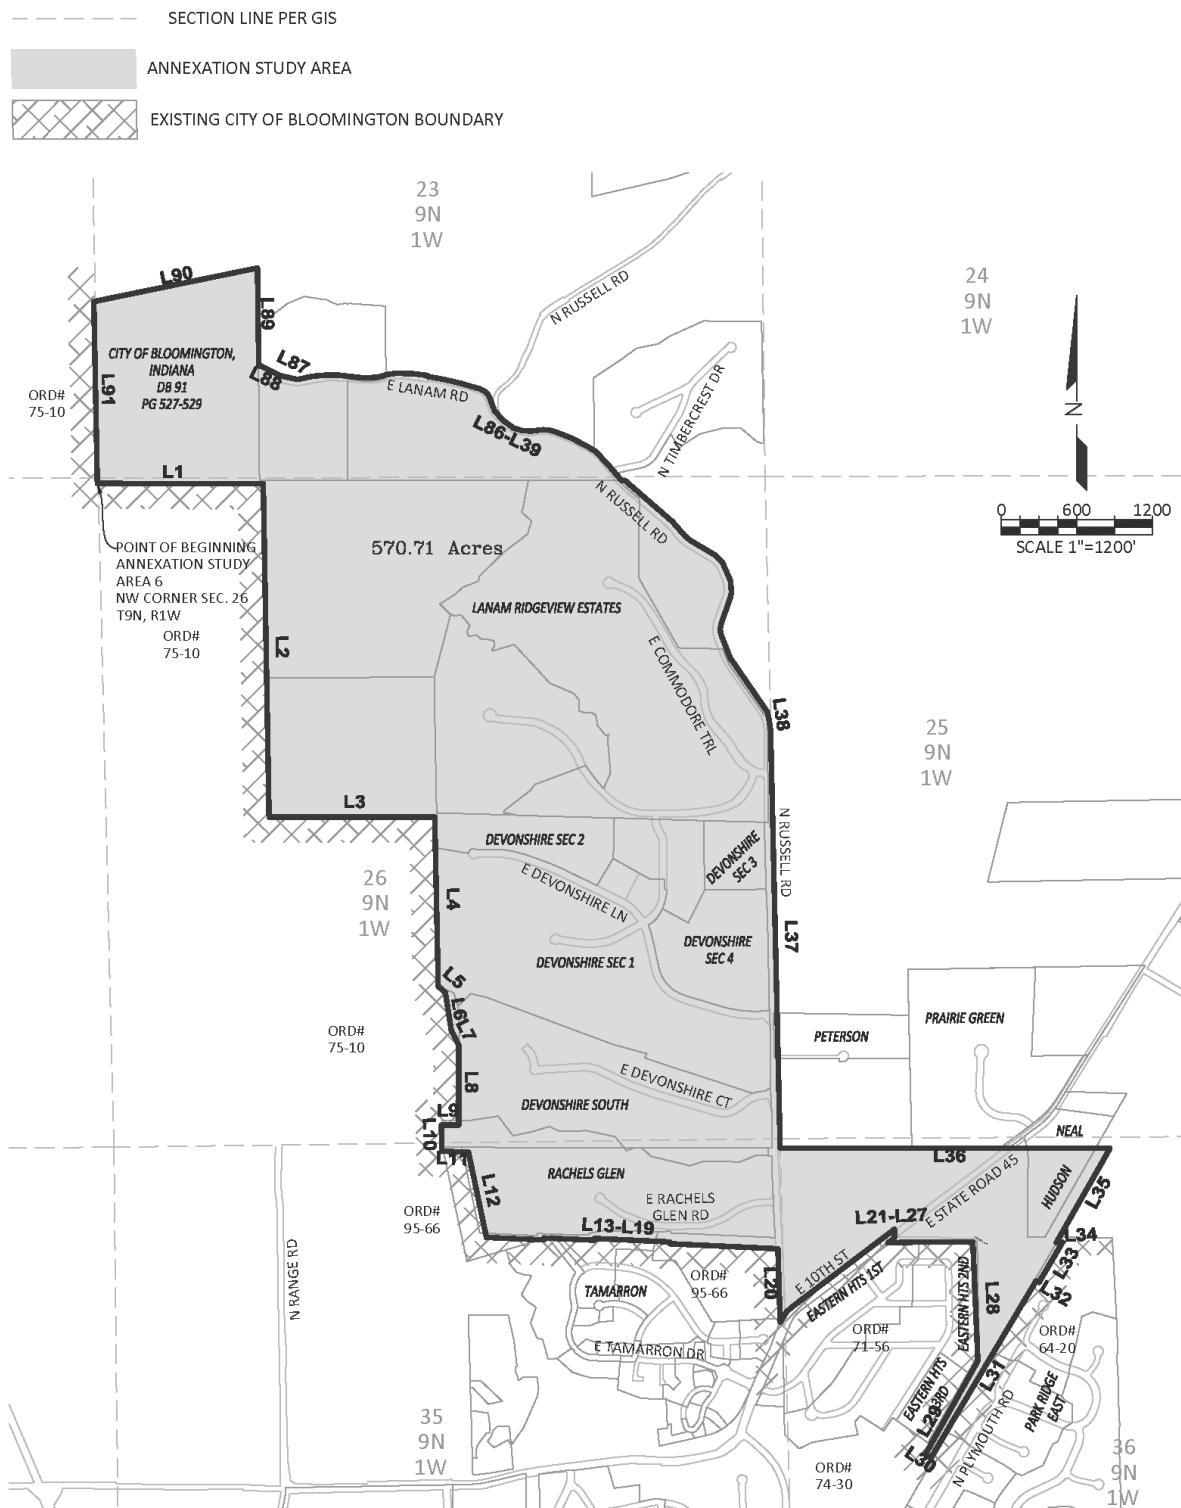 SECTION LINE PER GIS
ANNEXATION STUDY AREA
EXISTING CITY OF BLOOMINGTON BOUNDARY
23
9N
1W
24
9N
1W
N RUSSELL RD
L90
L89
L87
L88
CITY OF BLOOMINGTON,
INDIANA
DB 91
PG 527-529
L91
ORD#
75-10
E LANAM RD
L86-L39
N TIMBERCREST DR
N
L1
N RUSSELL RD
0 600 1200
SCALE 1"=1200'
POINT OF BEGINNING
ANNEXATION STUDY
AREA 6
NW CORNER SEC. 26
T9N, R1W
570.71 Acres
LANAM RIDGEVIEW ESTATES
ORD#
75-10
L2
E COMMODORE TRL
L38
25
9N
1W
L3
N RUSSELL RD
DEVONSHIRE SEC 2
DEVONSHIRE
SEC 3
26
9N
1W
L4
E DEVONSHIRE LN
L37
DEVONSHIRE
SEC 4
DEVONSHIRE SEC 1
L5
L6
L7
ORD#
75-10
PETERSON
PRAIRIE GREEN
L8
E DEVONSHIRE CT
DEVONSHIRE SOUTH
L9
L10
L11
NEAL
L36
RACHELS GLEN
HUDSON
L35
L12
E RACHELS
GLEN RD
E STATE ROAD 45
ORD#
95-66
L13-L19
L21-L27
L34
L33
L32
N RANGE RD
L20
E 10TH ST
EASTERN HTS 1ST
EASTERN HTS 2ND
ORD#
95-66
TAMARRON
L28
E TAMARRON DR
ORD#
71-56
ORD#
64-20
L31
EASTERN HTS
3RD
L29
L30
PARK RIDGE
EAST
N PLYMOUTH RD
35
9N
1W
ORD#
74-30
36
9N
1W